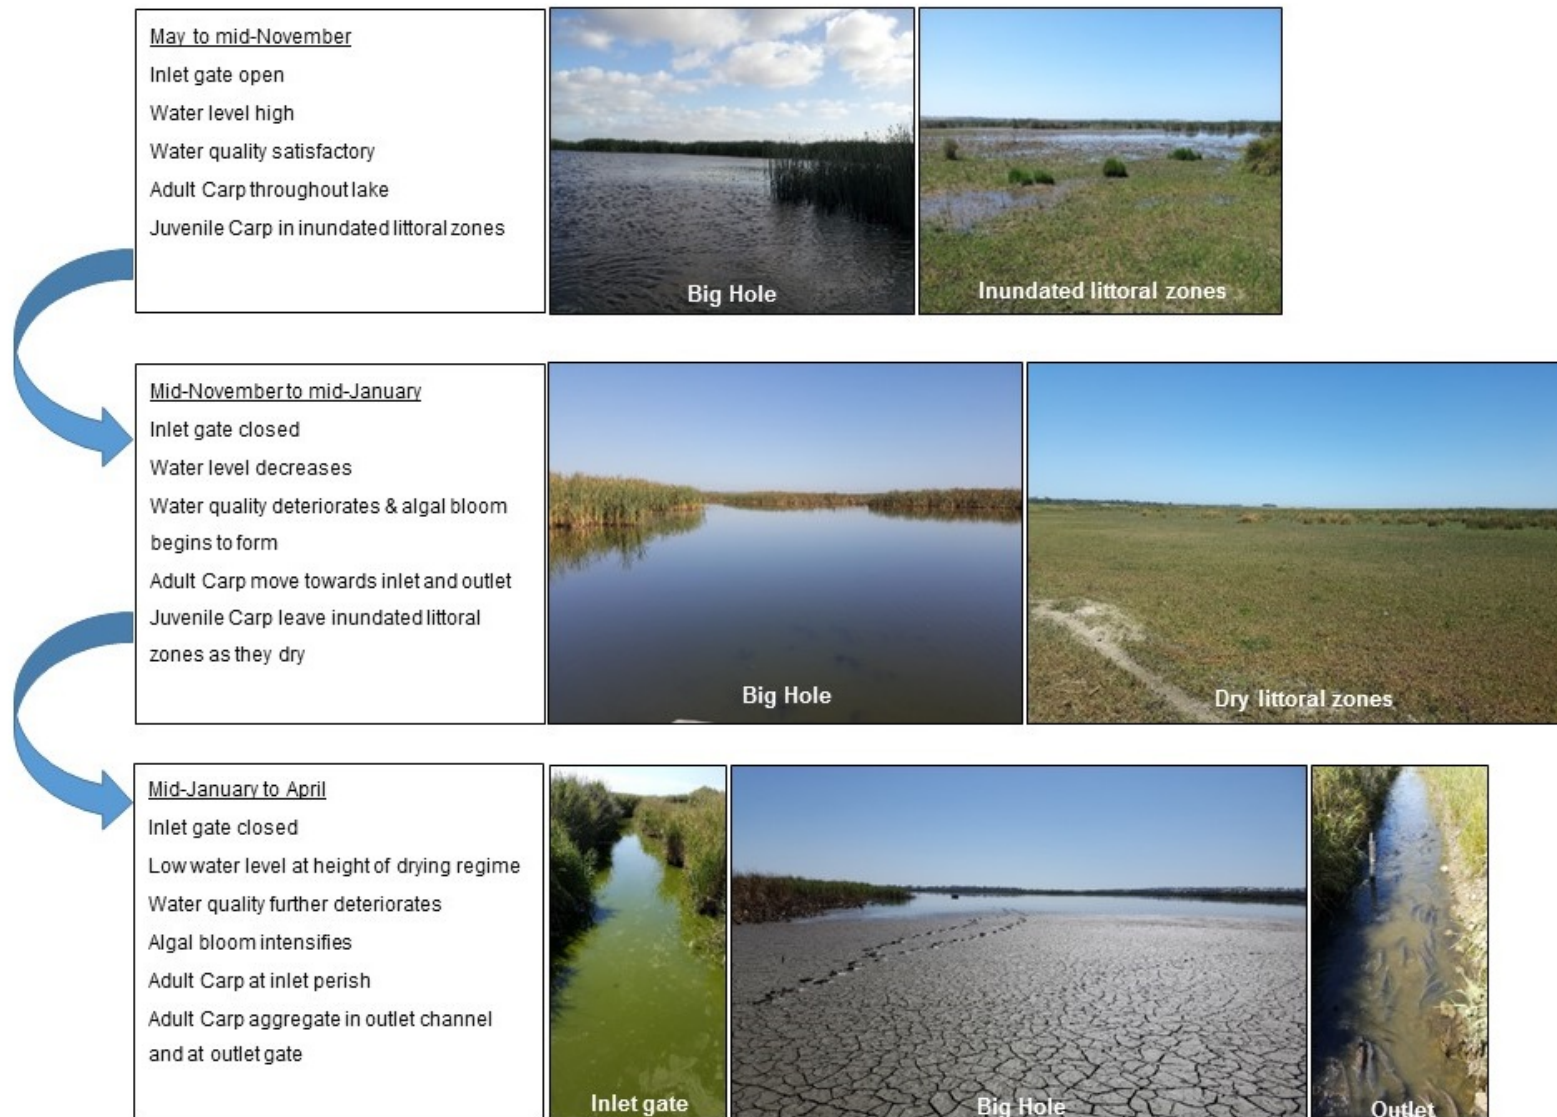 May to mid-November
Inlet gate open
Water level high
Water quality satisfactory
Adult Carp throughout lake
Juvenile Carp in inundated littoral zones
Big Hole
Inundated littoral zones
Mid-November to mid-January
Inlet gate closed
Water level decreases
Water quality deteriorates & algal bloom
begins to form
Adult Carp move towards inlet and outlet
Juvenile Carp leave inundated littoral
zones as they dry
Big Hole
Dry littoral zones
Mid-January to April
Inlet gate closed
Low water level at height of drying regime
Water quality further deteriorates
Algal bloom intensifies
Adult Carp at inlet perish
Adult Carp aggregate in outlet channel
and at outlet gate
Inlet gate
Big Hole
Outlet